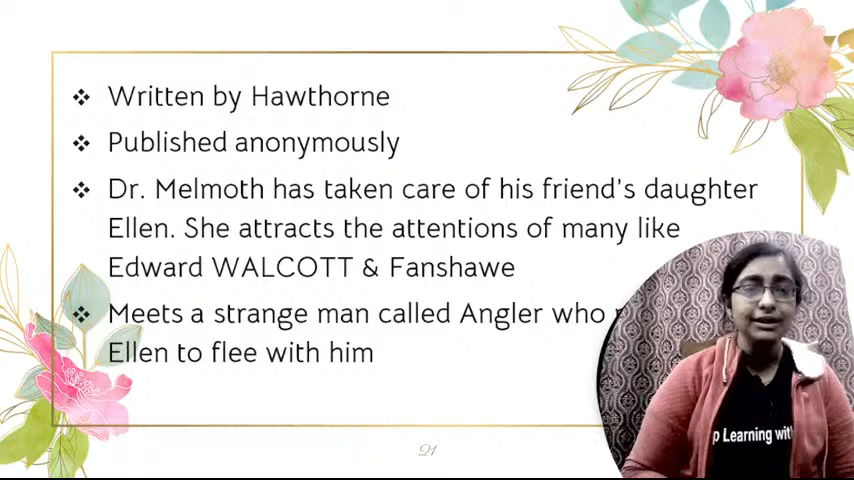 Written by Hawthorne
Published anonymously
Dr. Melmoth has taken care of his friend's daughter
Ellen. She attracts the attentions of many like
Edward WALCOTT & Fanshawe
Meets a strange man called Angler who
Ellen to flee with him
p Learning with
21